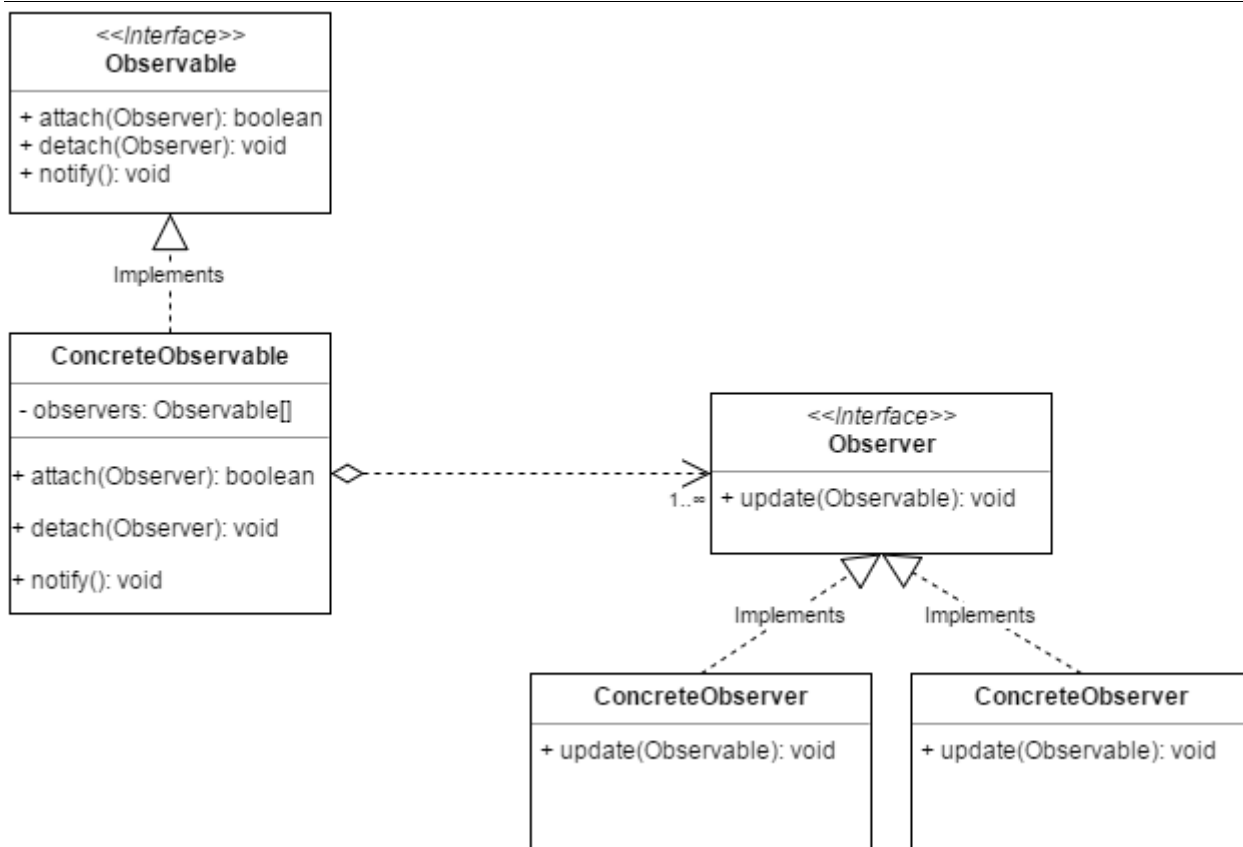 <<Interface>>
Observable
+ attach(Observer): boolean
+ detach(Observer): void
+ notify(): void
Implements
ConcreteObservable
- observers: Observable[]
+ attach(Observer): boolean
+ detach(Observer): void
+ notify(): void
1..∞
<<Interface>>
Observer
+ update(Observable): void
Implements
Implements
ConcreteObserver
+ update(Observable): void
ConcreteObserver
+ update(Observable): void